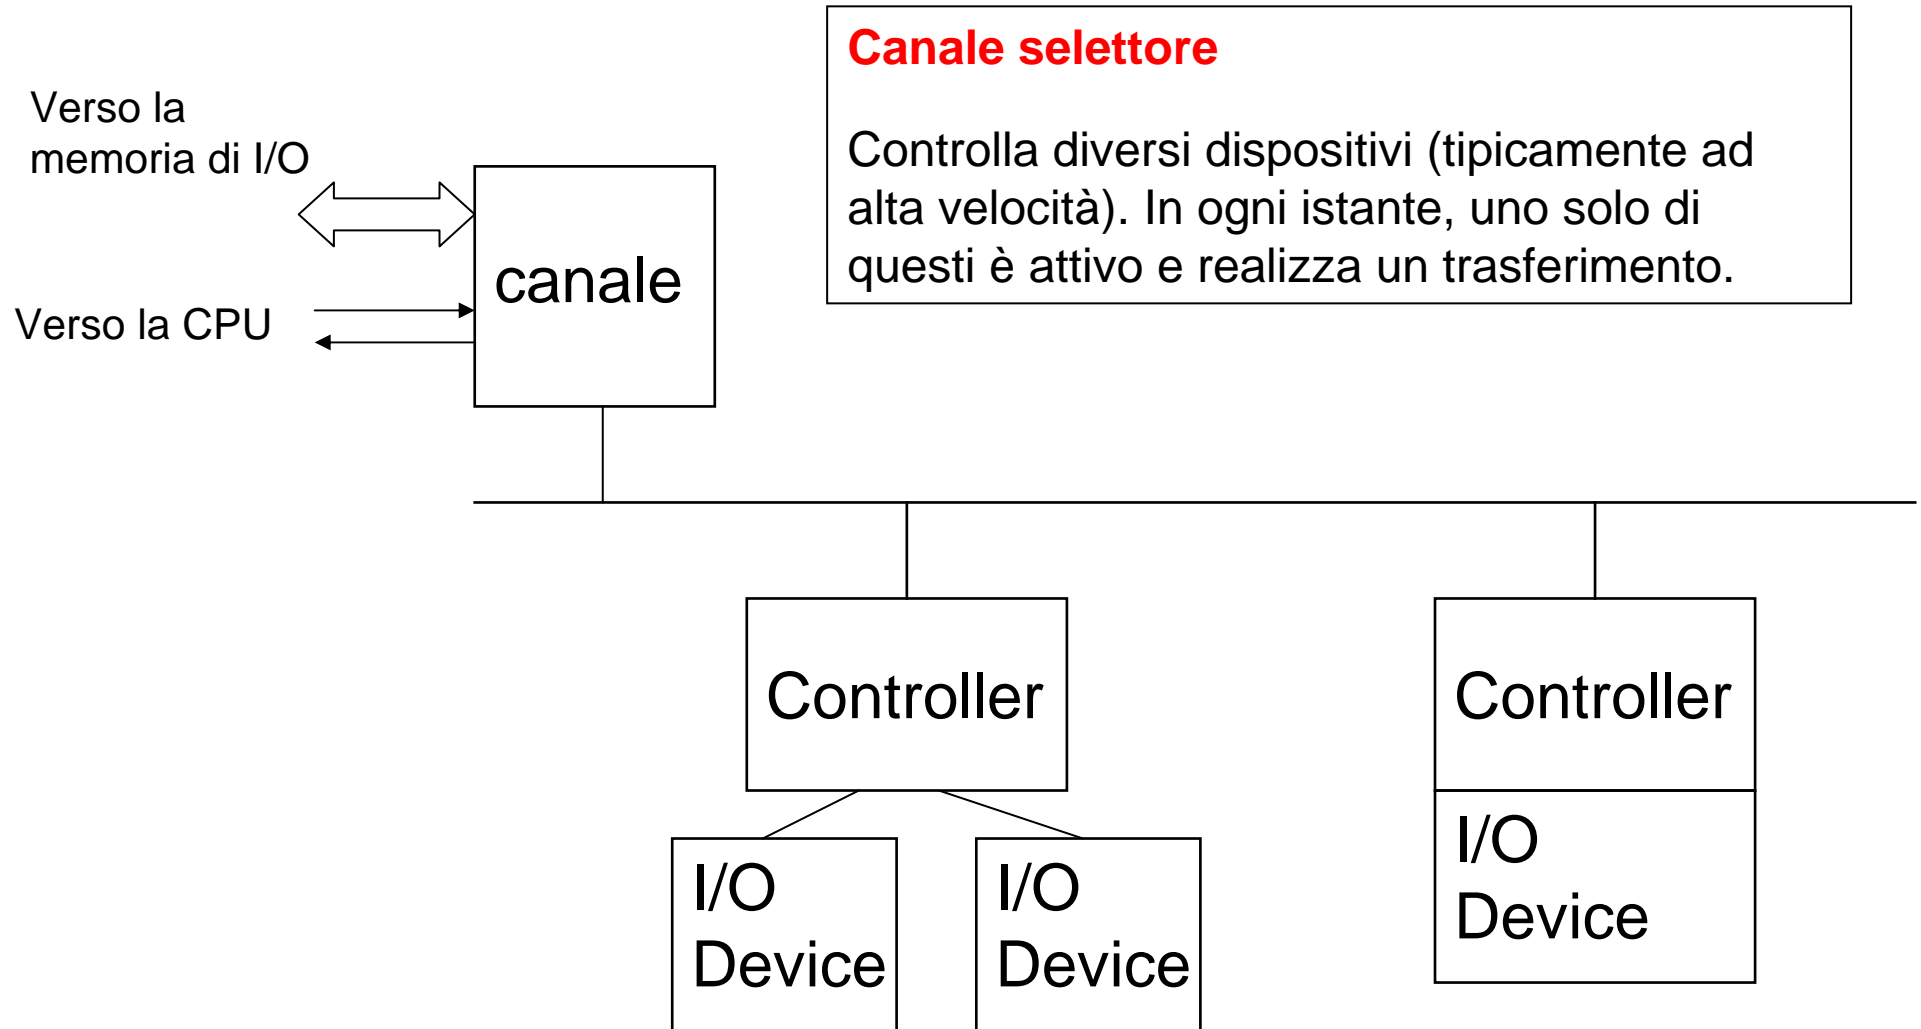 Canale selettore
Controlla diversi dispositivi (tipicamente ad
alta velocità). In ogni istante, uno solo di
questi è attivo e realizza un trasferimento.
Verso la
memoria di I/O
canale
Verso la CPU
Controller
Controller
I/O
Device
I/O
Device
I/O
Device